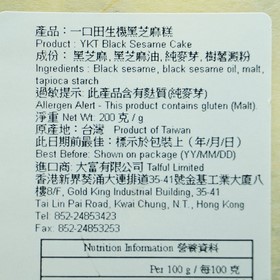 產品：一口田生機黑芝麻糕
Product : YKT Black Sesame Cake
成份： 黑芝麻, 黑芝麻油, 純麥芽, 樹薯澱粉
Ingredients : Black sesame, black sesame oil, malt,
tapioca starch
過敏提示: 此產品含有麩質(純麥芽)
Allergen Alert - This product contains gluten (Malt).
淨重 Net Wt: 200 克 / g
原產地：台灣 Product of Taiwan
此日期前最佳：標示於包裝上（年/月/日）
Best Before: Shown on package (YY/MM/DD)
進口商：大富有限公司 Talful Limited
香港新界葵涌大連排道35-41號金基工業大厦八
樓8/F, Gold King Industnal Building, 35-41
Tai Lin Pai Road, Kwai Chung, N.T., Hong Kong
Tel: 852-24853423
Fax: 852-24853253
Nutrition Information 營養資料
Per 100 g / 每100 克